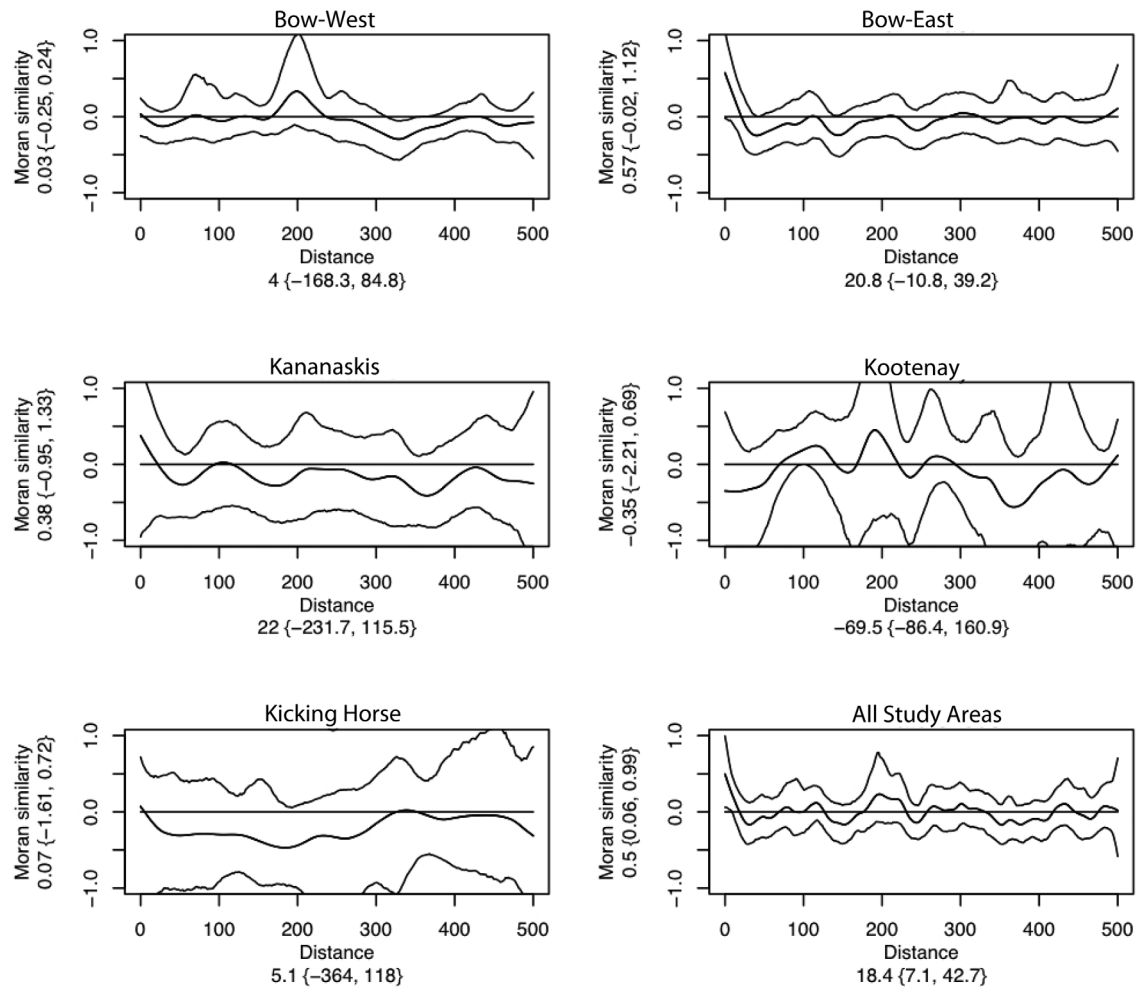 Bow-West
Moran similarity
0.03 {−0.25, 0.24}
1.0
0.0
−1.0
0 100 200 300 400 500
Distance
4 {−168.3, 84.8}
Bow-East
Moran similarity
0.57 {−0.02, 1.12}
1.0
0.0
−1.0
0 100 200 300 400 500
Distance
20.8 {−10.8, 39.2}
Kananaskis
Moran similarity
0.38 {−0.95, 1.33}
1.0
0.0
−1.0
0 100 200 300 400 500
Distance
22 {−231.7, 115.5}
Kootenay
Moran similarity
−0.35 {−2.21, 0.69}
1.0
0.0
−1.0
0 100 200 300 400 500
Distance
−69.5 {−86.4, 160.9}
Kicking Horse
Moran similarity
0.07 {−1.61, 0.72}
1.0
0.0
−1.0
0 100 200 300 400 500
Distance
5.1 {−364, 118}
All Study Areas
Moran similarity
0.5 {0.06, 0.99}
1.0
0.0
−1.0
0 100 200 300 400 500
Distance
18.4 {7.1, 42.7}